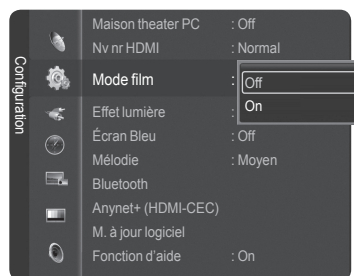 Configuration
Maison theater PC : Off
Nv nr HDMI : Normal
Mode film : Off
On
Effet lumière :
Écran Bleu : Off
Mélodie : Moyen
Bluetooth
Anynet+ (HDMI-CEC)
M. à jour logiciel
Fonction d'aide : On